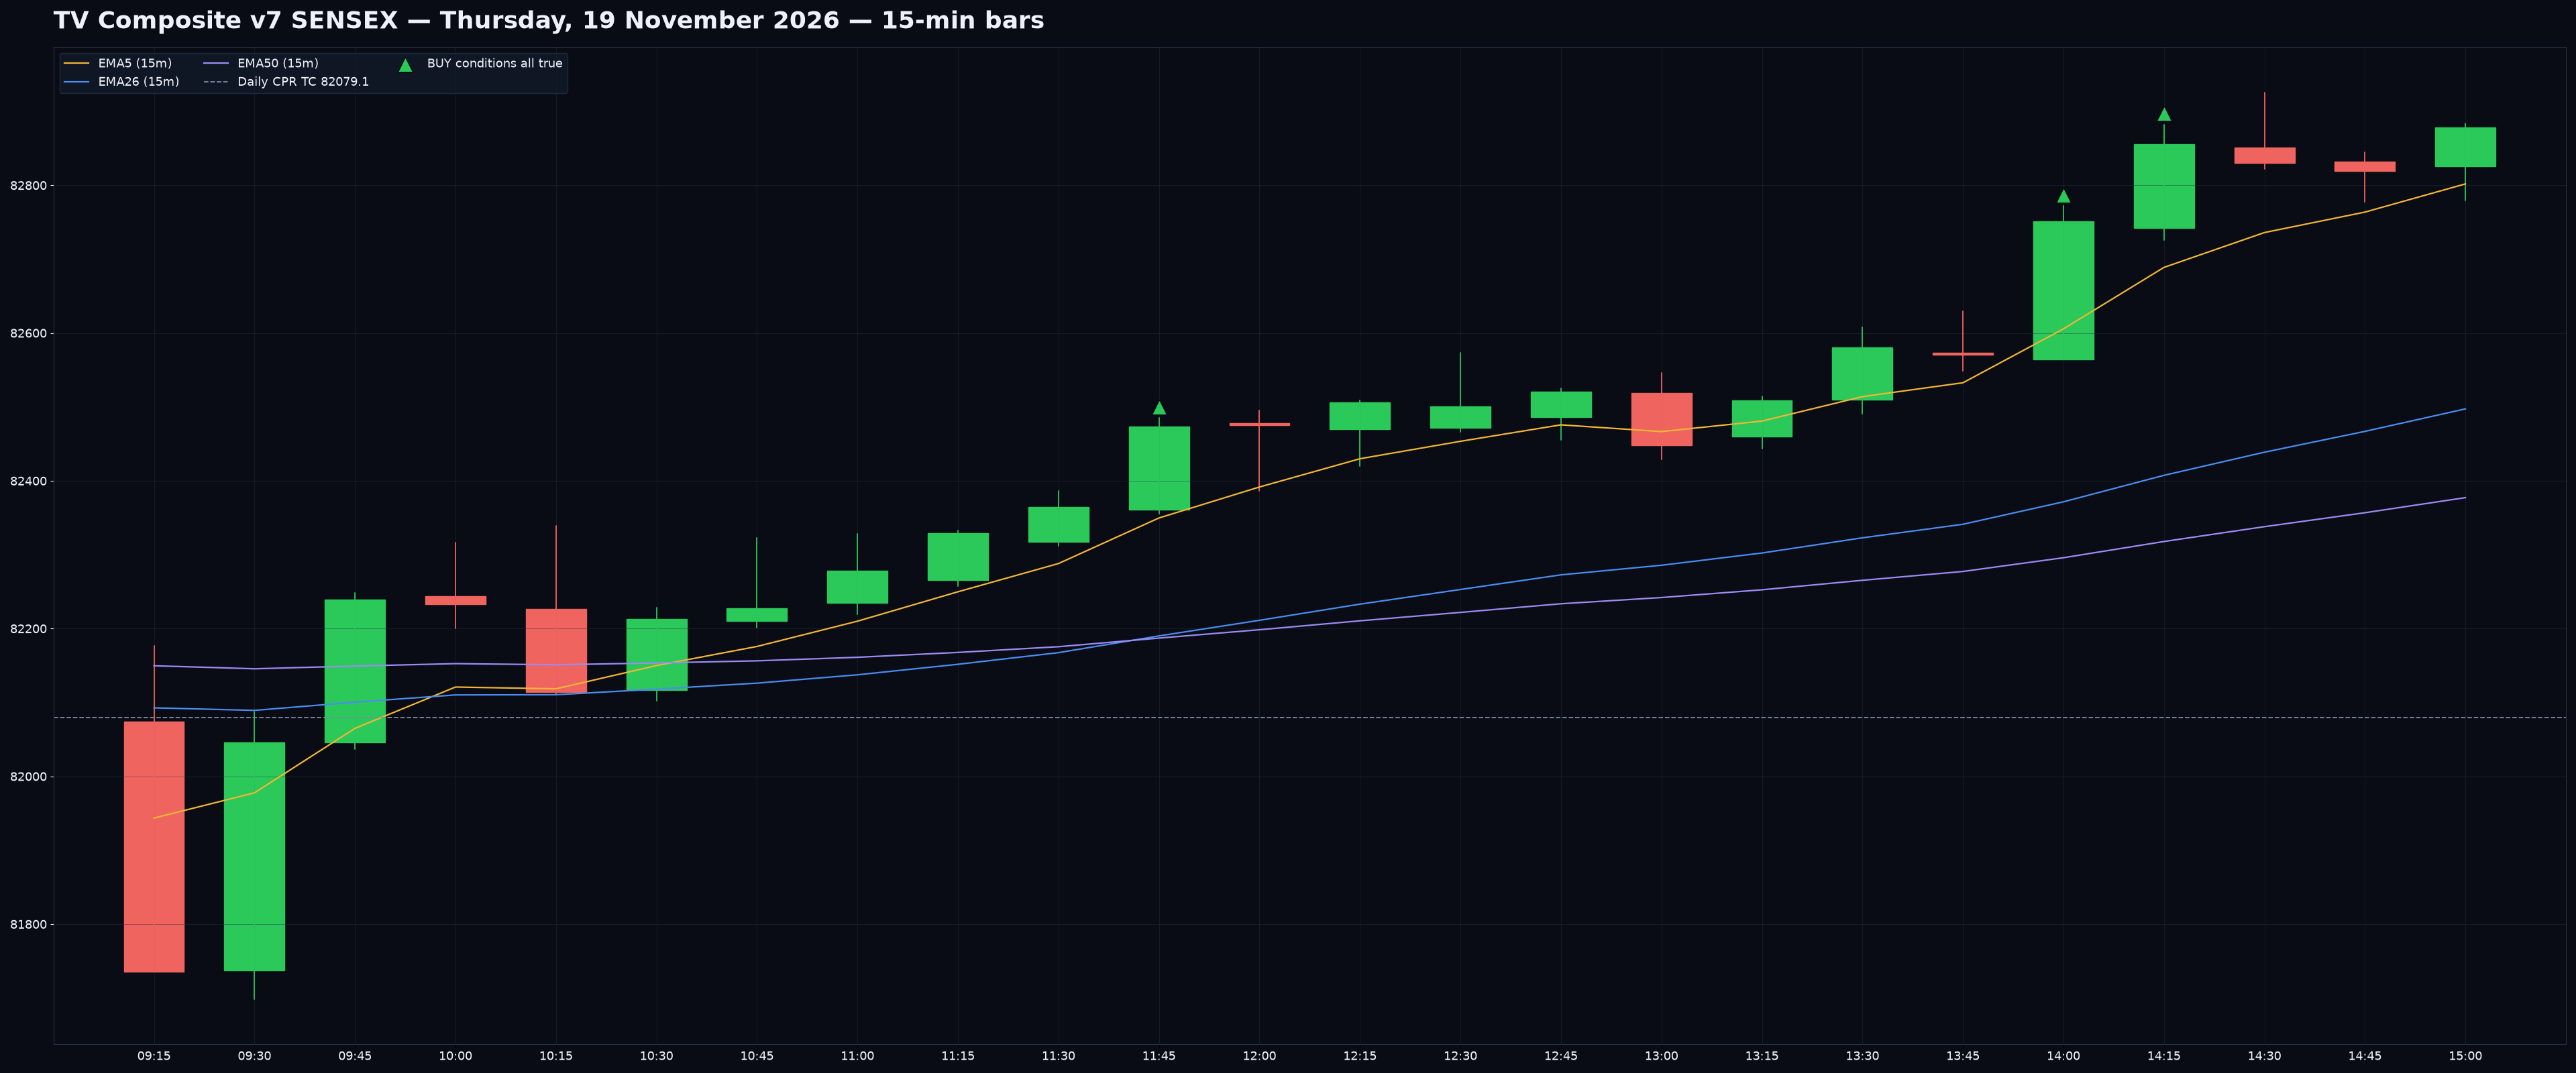 TV Composite v7 SENSEX — Thursday, 19 November 2026 — 15-min bars
EMA5 (15m)
EMA26 (15m)
EMA50 (15m)
Daily CPR TC 82079.1
BUY conditions all true
82800
82600
82400
82200
82000
81800
09:15 09:30 09:45 10:00 10:15 10:30 10:45 11:00 11:15 11:30 11:45 12:00 12:15 12:30 12:45 13:00 13:15 13:30 13:45 14:00 14:15 14:30 14:45 15:00